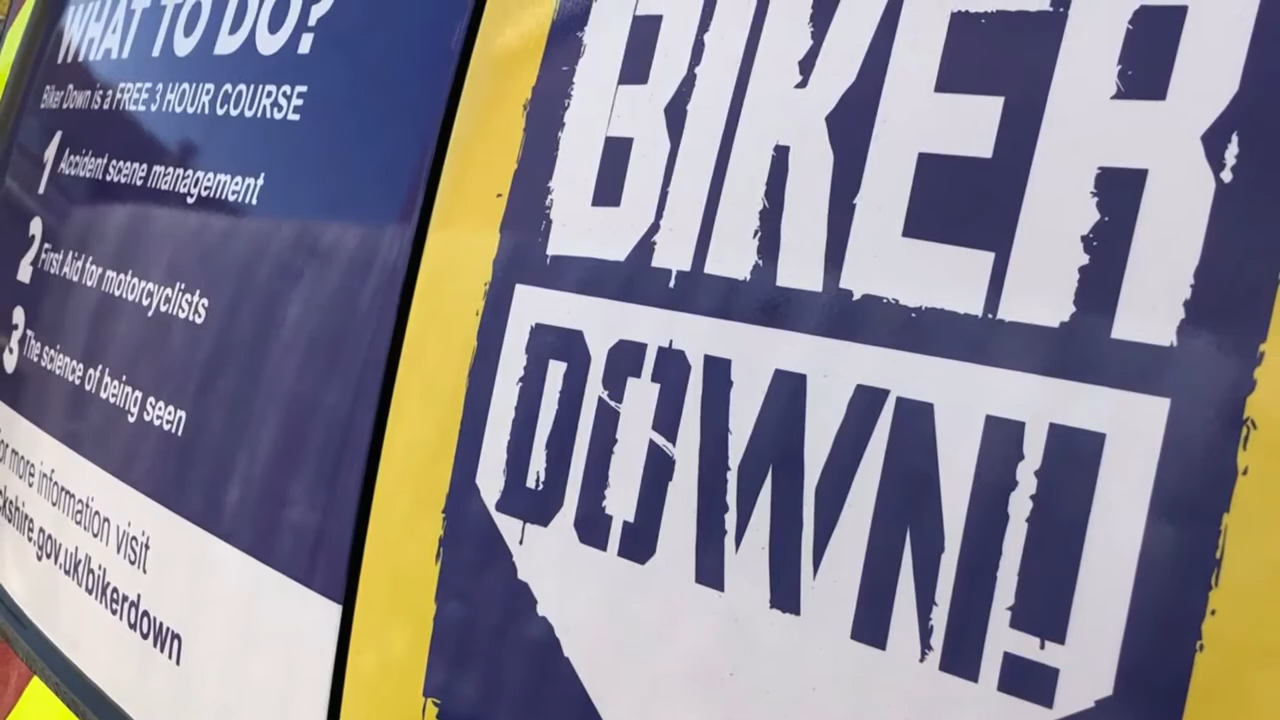 WHAT TO DO?
Biker Down is a FREE 3 HOUR COURSE
1 Accident scene management
2 First Aid for motorcyclists
3 The science of being seen
more information visit
ckshire.gov.uk/bikerdown
BIKER
DOWN!